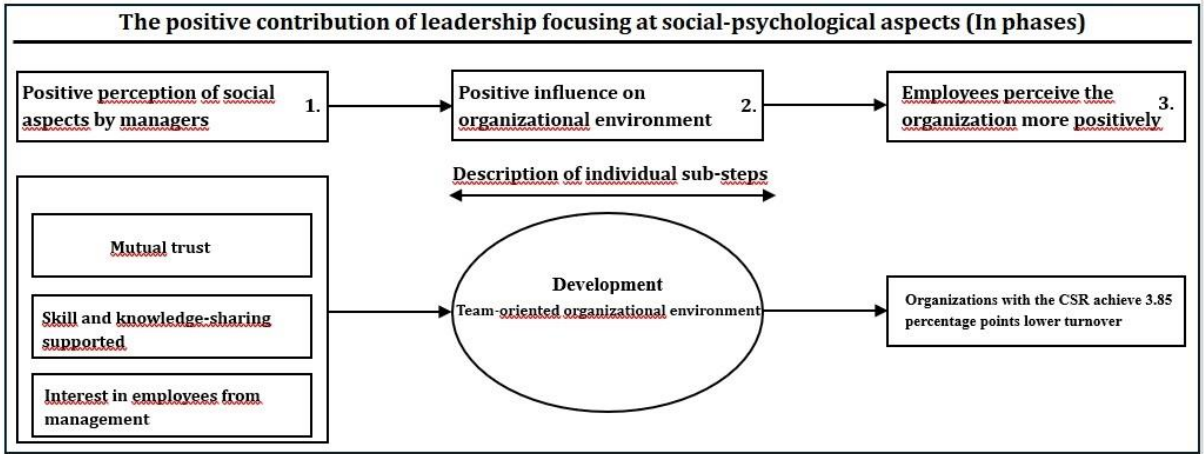 The positive contribution of leadership focusing at social-psychological aspects (In phases)
Positive perception of social
aspects by managers
1.
Positive influence on
organizational environment
2.
Employees perceive the
organization more positively
3.
Description of individual sub-steps
Mutual trust
Skill and knowledge-sharing
supported
Interest in employees from
management
Development
Team-oriented organizational environment
Organizations with the CSR achieve 3.85
percentage points lower turnover